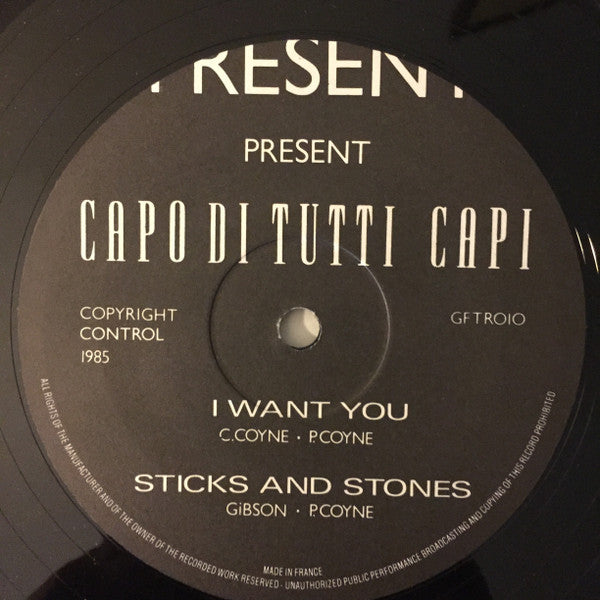 PRESENT
PRESENT
CAPO DI TUTTI CAPI
COPYRIGHT
CONTROL
1985
GFTRO10
I WANT YOU
C.COYNE · P.COYNE
STICKS AND STONES
GiBSON · P.COYNE
MADE IN FRANCE
ALL RIGHTS OF THE MANUFACTURER AND OF THE OWNER OF THE RECORDED WORK RESERVED - UNAUTHORIZED PUBLIC PERFORMANCE BROADCASTING AND COPYING OF THIS RECORD PROHIBITED